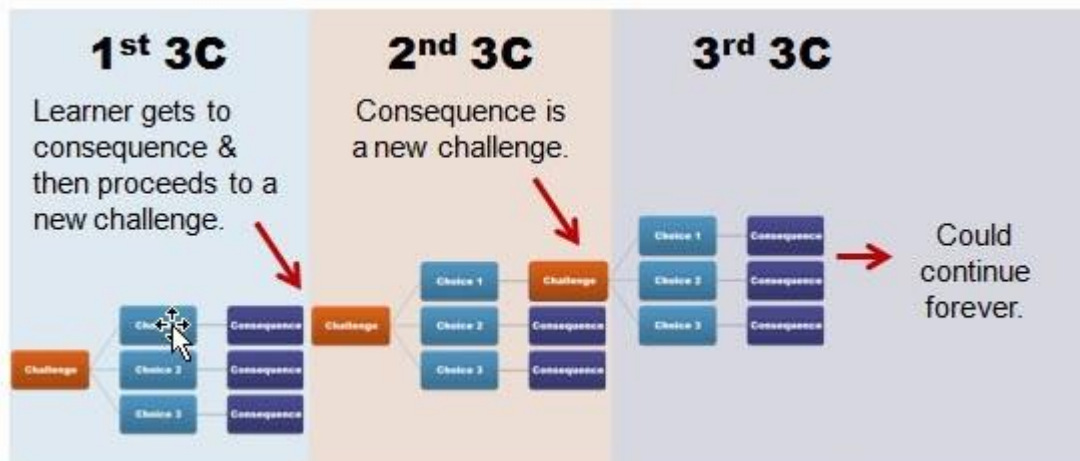 1st 3C
Learner gets to
consequence &
then proceeds to a
new challenge.
Challenge
Choice 2
Choice 3
Consequence
Consequence
Consequence
2nd 3C
Consequence is
a new challenge.
Challenge
Choice 1
Choice 2
Choice 3
Challenge
Consequence
Consequence
3rd 3C
Choice 1
Choice 2
Choice 3
Consequence
Consequence
Consequence
Could
continue
forever.